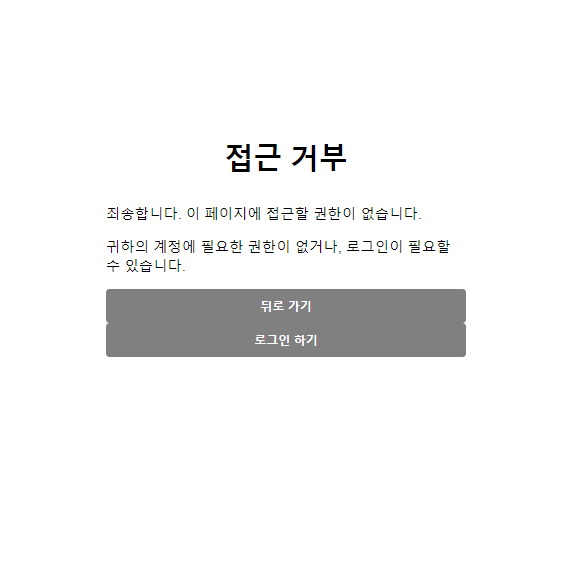 접근 거부
죄송합니다. 이 페이지에 접근할 권한이 없습니다.
귀하의 계정에 필요한 권한이 없거나, 로그인이 필요할
수 있습니다.
뒤로 가기
로그인 하기